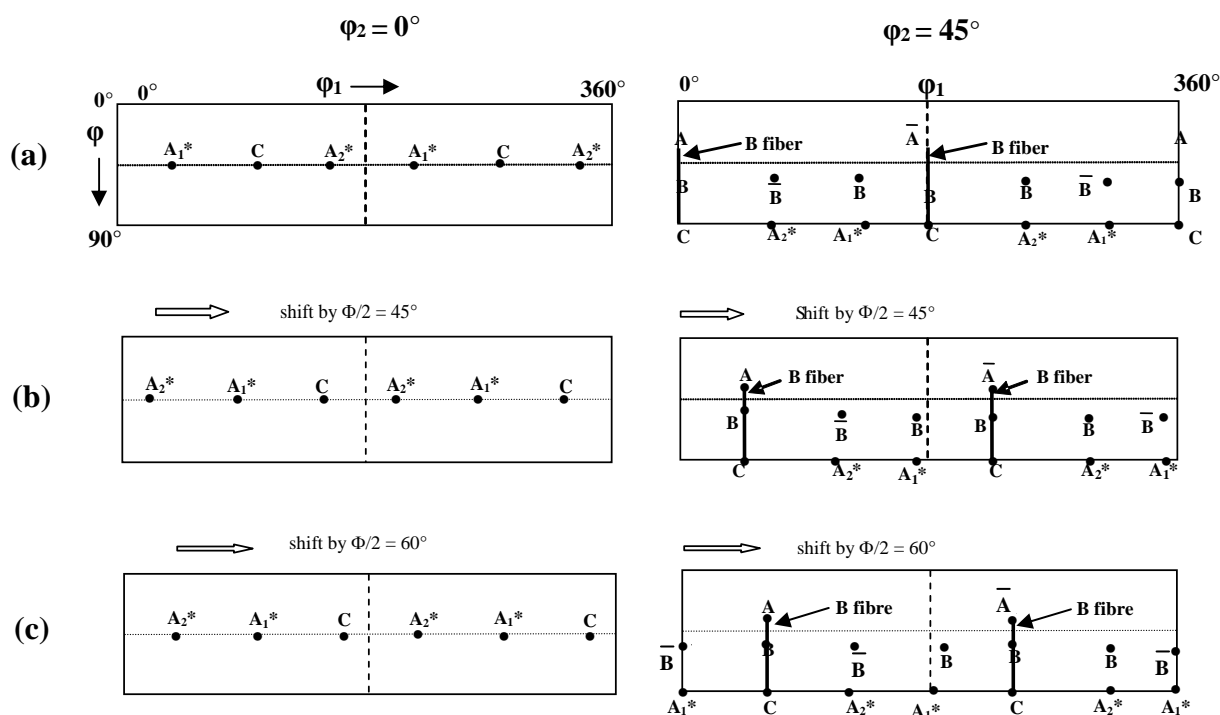 φ₂ = 0° φ₂ = 45°
0° 0° φ₁ 360° 0° φ₁ 360°
φ
90°
(a)
A₁* C A₂* A₁* C A₂*
A B fiber A̅ B fiber A
B B̅ B B B B̅ B
C A₂* A₁* C A₂* A₁* C
shift by Φ/2 = 45° Shift by Φ/2 = 45°
(b)
A₂* A₁* C A₂* A₁* C
A B fiber A̅ B fiber
B B̅ B B B B̅
C A₂* A₁* C A₂* A₁*
shift by Φ/2 = 60° shift by Φ/2 = 60°
(c)
A₂* A₁* C A₂* A₁* C
A B fibre A̅ B fibre
B̅ B B̅ B B B B̅
A₁* C A₂* A₁* C A₂* A₁*